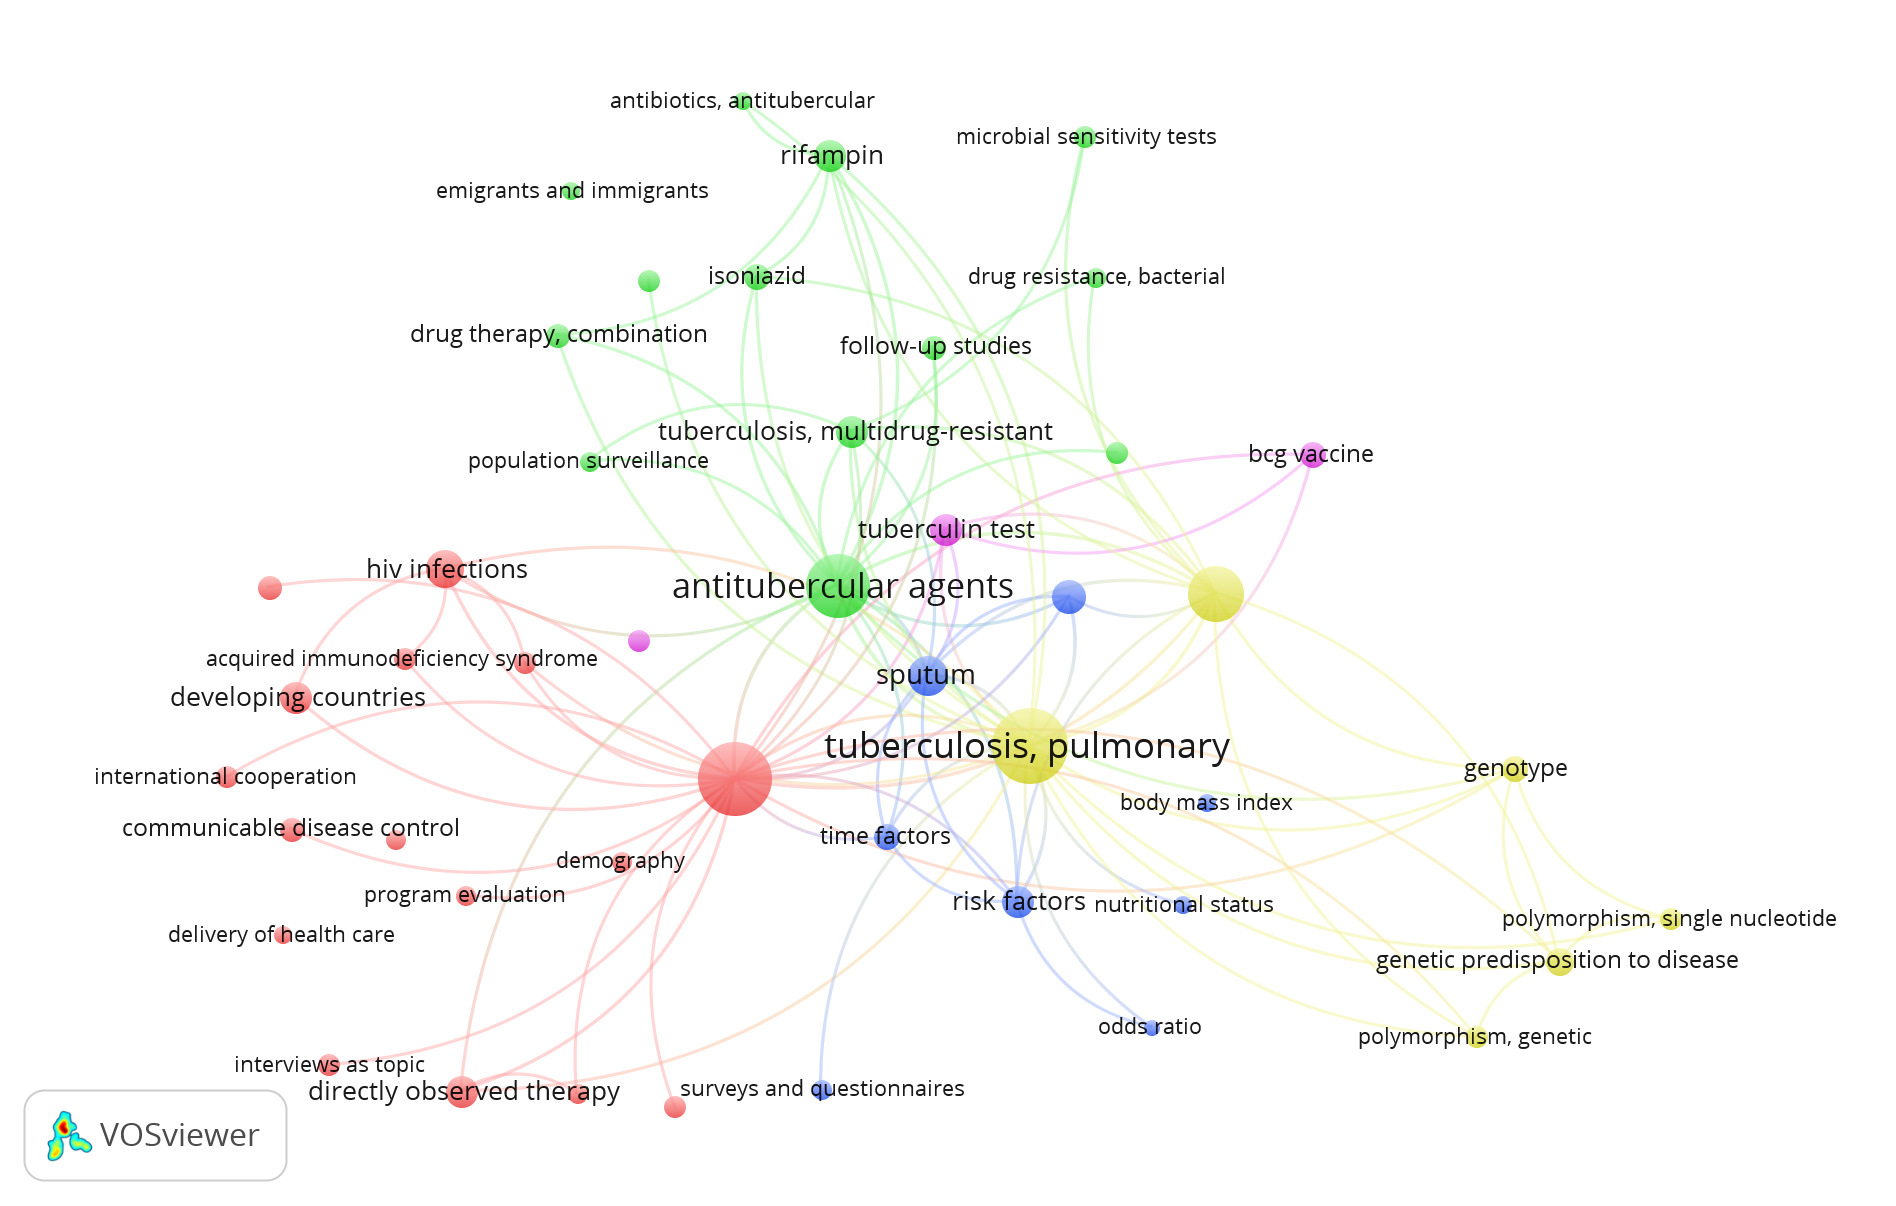 antibiotics, antitubercular
microbial sensitivity tests
rifampin
emigrants and immigrants
isoniazid
drug resistance, bacterial
drug therapy, combination
follow-up studies
tuberculosis, multidrug-resistant
population surveillance
bcg vaccine
tuberculin test
hiv infections
antitubercular agents
acquired immunodeficiency syndrome
sputum
developing countries
tuberculosis, pulmonary
genotype
international cooperation
body mass index
communicable disease control
time factors
demography
program evaluation
risk factors
nutritional status
polymorphism, single nucleotide
delivery of health care
genetic predisposition to disease
odds ratio
polymorphism, genetic
interviews as topic
directly observed therapy
surveys and questionnaires
VOSviewer